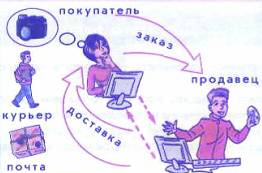 покупатель
заказ
продавец
курьер
доставка
почта